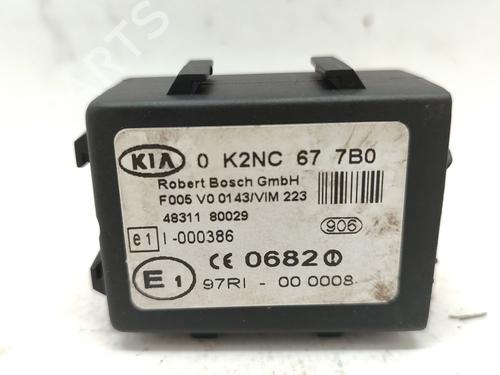 PARTS
KIA 0 K2NC 67 7B0
Robert Bosch GmbH
F005 V0 0143/VIM 223
48311 80029
906
e1 I-000386
CE 0682
E1 97RI - 00 0008